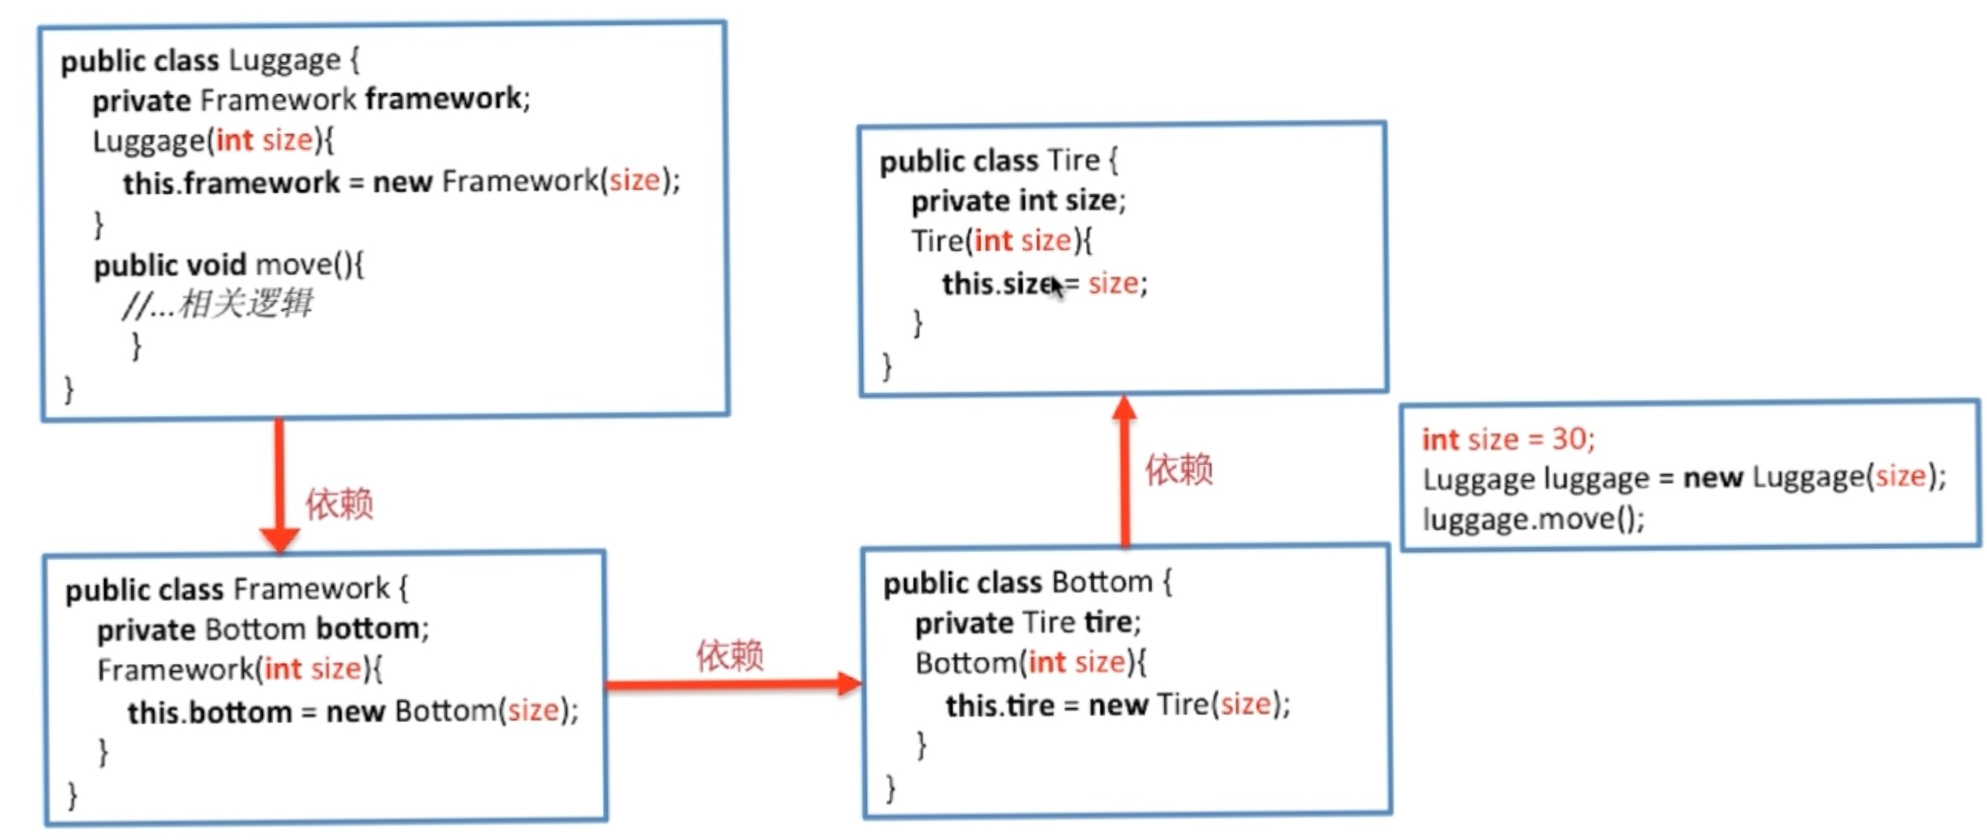 public class Luggage {
private Framework framework;
Luggage(int size){
this.framework = new Framework(size);
}
public void move(){
//...相关逻辑
}
}
依赖
public class Framework {
private Bottom bottom;
Framework(int size){
this.bottom = new Bottom(size);
}
}
依赖
public class Bottom {
private Tire tire;
Bottom(int size){
this.tire = new Tire(size);
}
}
依赖
public class Tire {
private int size;
Tire(int size){
this.size = size;
}
}
int size = 30;
Luggage luggage = new Luggage(size);
luggage.move();